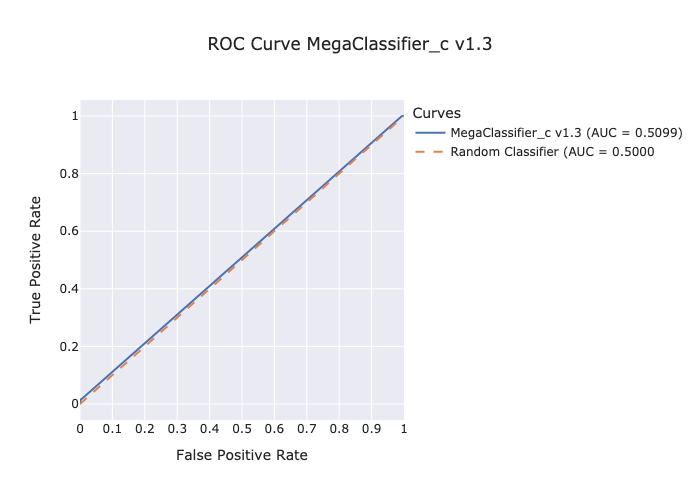 ROC Curve MegaClassifier_c v1.3
Curves
MegaClassifier_c v1.3 (AUC = 0.5099)
Random Classifier (AUC = 0.5000
True Positive Rate
1
0.8
0.6
0.4
0.2
0
0 0.1 0.2 0.3 0.4 0.5 0.6 0.7 0.8 0.9 1
False Positive Rate